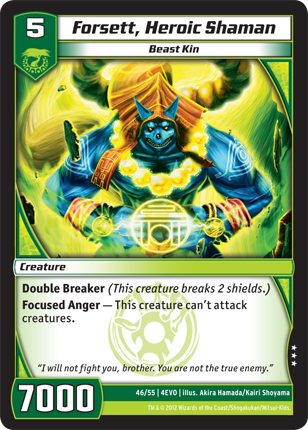 5
Forsett, Heroic Shaman
Beast Kin
Creature
Double Breaker (This creature breaks 2 shields.)
Focused Anger — This creature can't attack
creatures.
"I will not fight you, brother. You are not the true enemy."
7000
46/55 | 4EVO | illus. Akira Hamada/Kairi Shoyama
TM & © 2012 Wizards of the Coast/Shogakukan/Mitsui-Kids